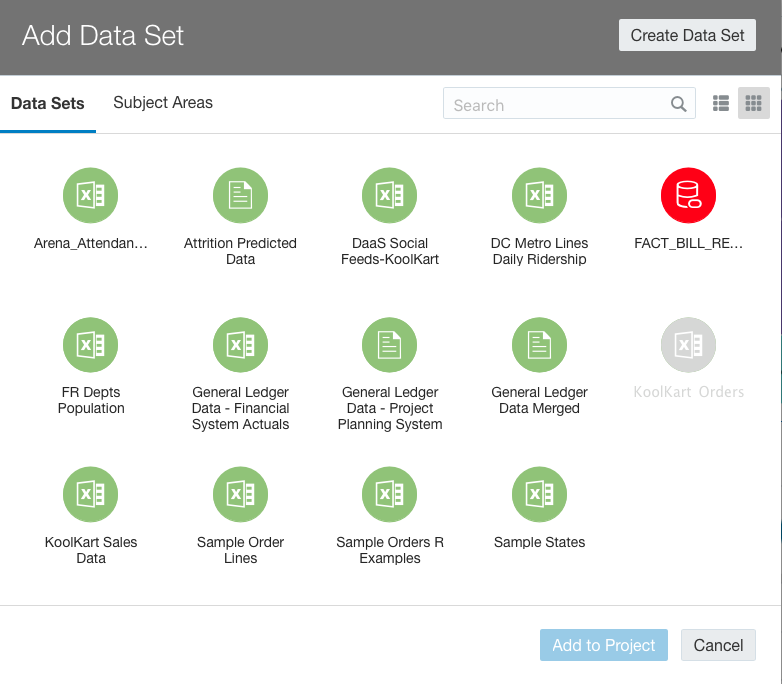 Add Data Set
Create Data Set
Data Sets
Subject Areas
Search
Arena_Attendan...
Attrition Predicted
Data
DaaS Social
Feeds-KoolKart
DC Metro Lines
Daily Ridership
FACT_BILL_RE...
FR Depts
Population
General Ledger
Data - Financial
System Actuals
General Ledger
Data - Project
Planning System
General Ledger
Data Merged
KoolKart Orders
KoolKart Sales
Data
Sample Order
Lines
Sample Orders R
Examples
Sample States
Add to Project
Cancel